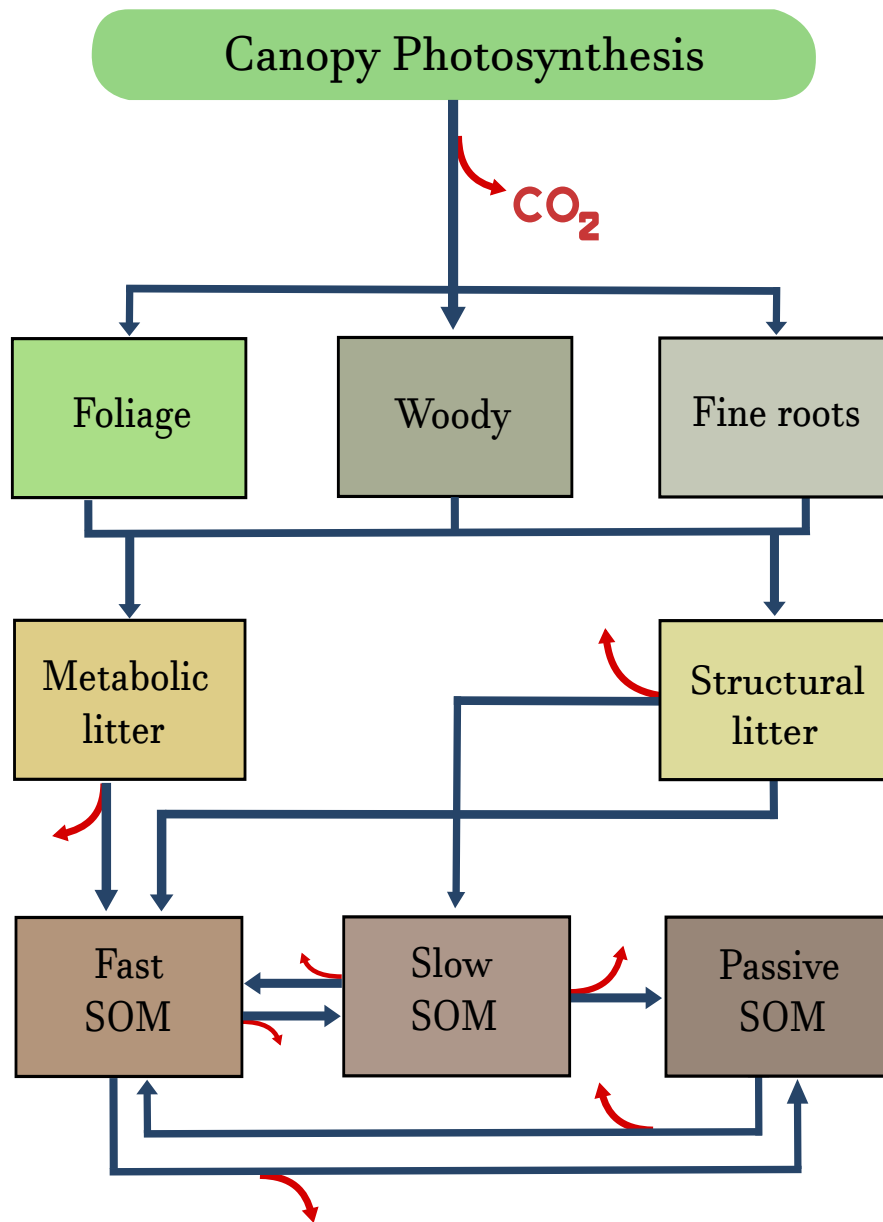 Canopy Photosynthesis
CO₂
Foliage
Woody
Fine roots
Metabolic
litter
Structural
litter
Fast
SOM
Slow
SOM
Passive
SOM